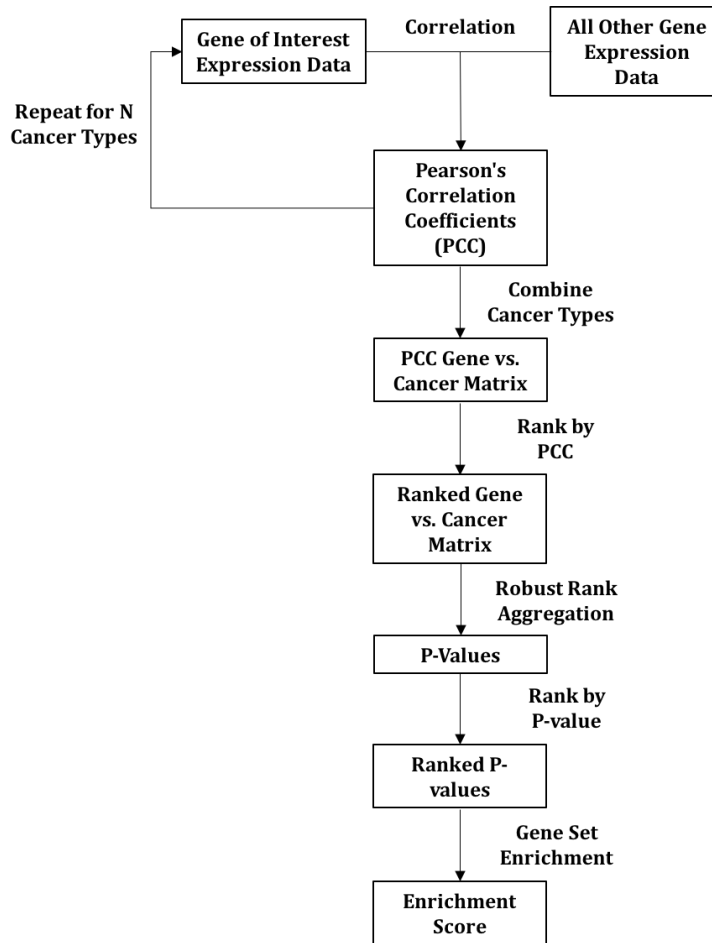 Gene of Interest
Expression Data
Correlation
All Other Gene
Expression
Data
Repeat for N
Cancer Types
Pearson's
Correlation
Coefficients
(PCC)
Combine
Cancer Types
PCC Gene vs.
Cancer Matrix
Rank by
PCC
Ranked Gene
vs. Cancer
Matrix
Robust Rank
Aggregation
P-Values
Rank by
P-value
Ranked P-
values
Gene Set
Enrichment
Enrichment
Score